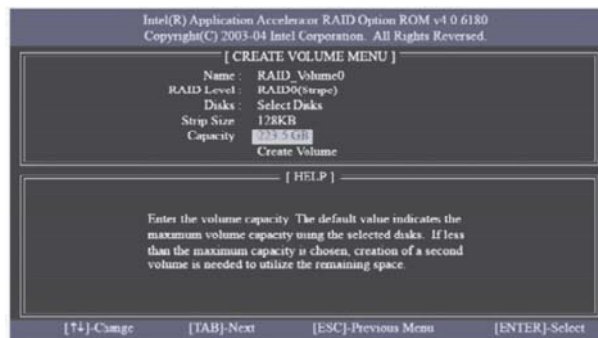 Intel(R) Application Accelerator RAID Option ROM v4 0 6180
Copyright(C) 2003-04 Intel Corporation. All Rights Reversed.
[ CREATE VOLUME MENU ]
Name : RAID_Volume0
RAID Level : RAID0(Stripe)
Disks : Select Disks
Strip Size 128KB
Capacity 223.5 GB
Create Volume
[ HELP ]
Enter the volume capacity The default value indicates the
maximum volume capacity using the selected disks. If less
than the maximum capacity is chosen, creation of a second
volume is needed to utilize the remaining space.
[↑↓]-Change [TAB]-Next [ESC]-Previous Menu [ENTER]-Select